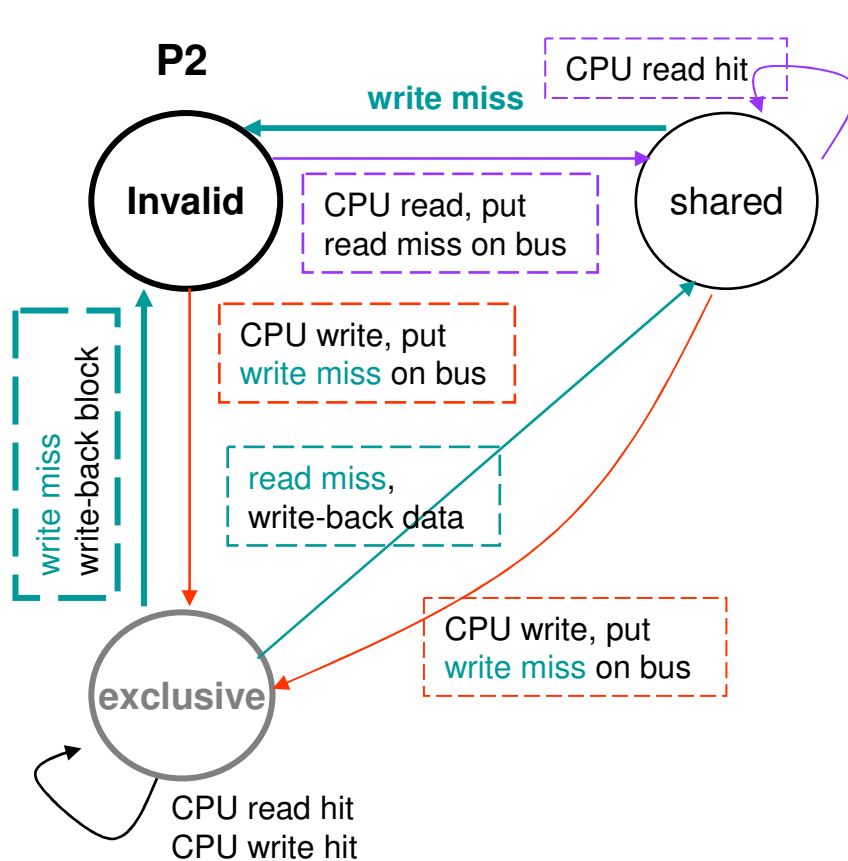 P2
CPU read hit
write miss
Invalid
shared
CPU read, put
read miss on bus
CPU write, put
write miss on bus
write miss
write-back block
read miss,
write-back data
CPU write, put
write miss on bus
exclusive
CPU read hit
CPU write hit